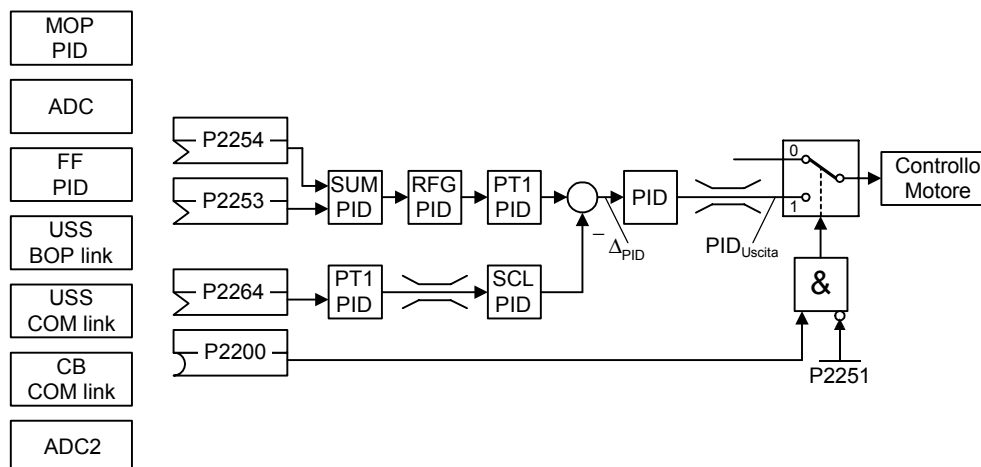 MOP
PID
ADC
FF
PID
USS
BOP link
USS
COM link
CB
COM link
ADC2
P2254
P2253
SUM
PID
RFG
PID
PT1
PID
−
ΔPID
PID
PIDUscita
0
1
Controllo
Motore
P2264
PT1
PID
SCL
PID
&
P2200
P2251